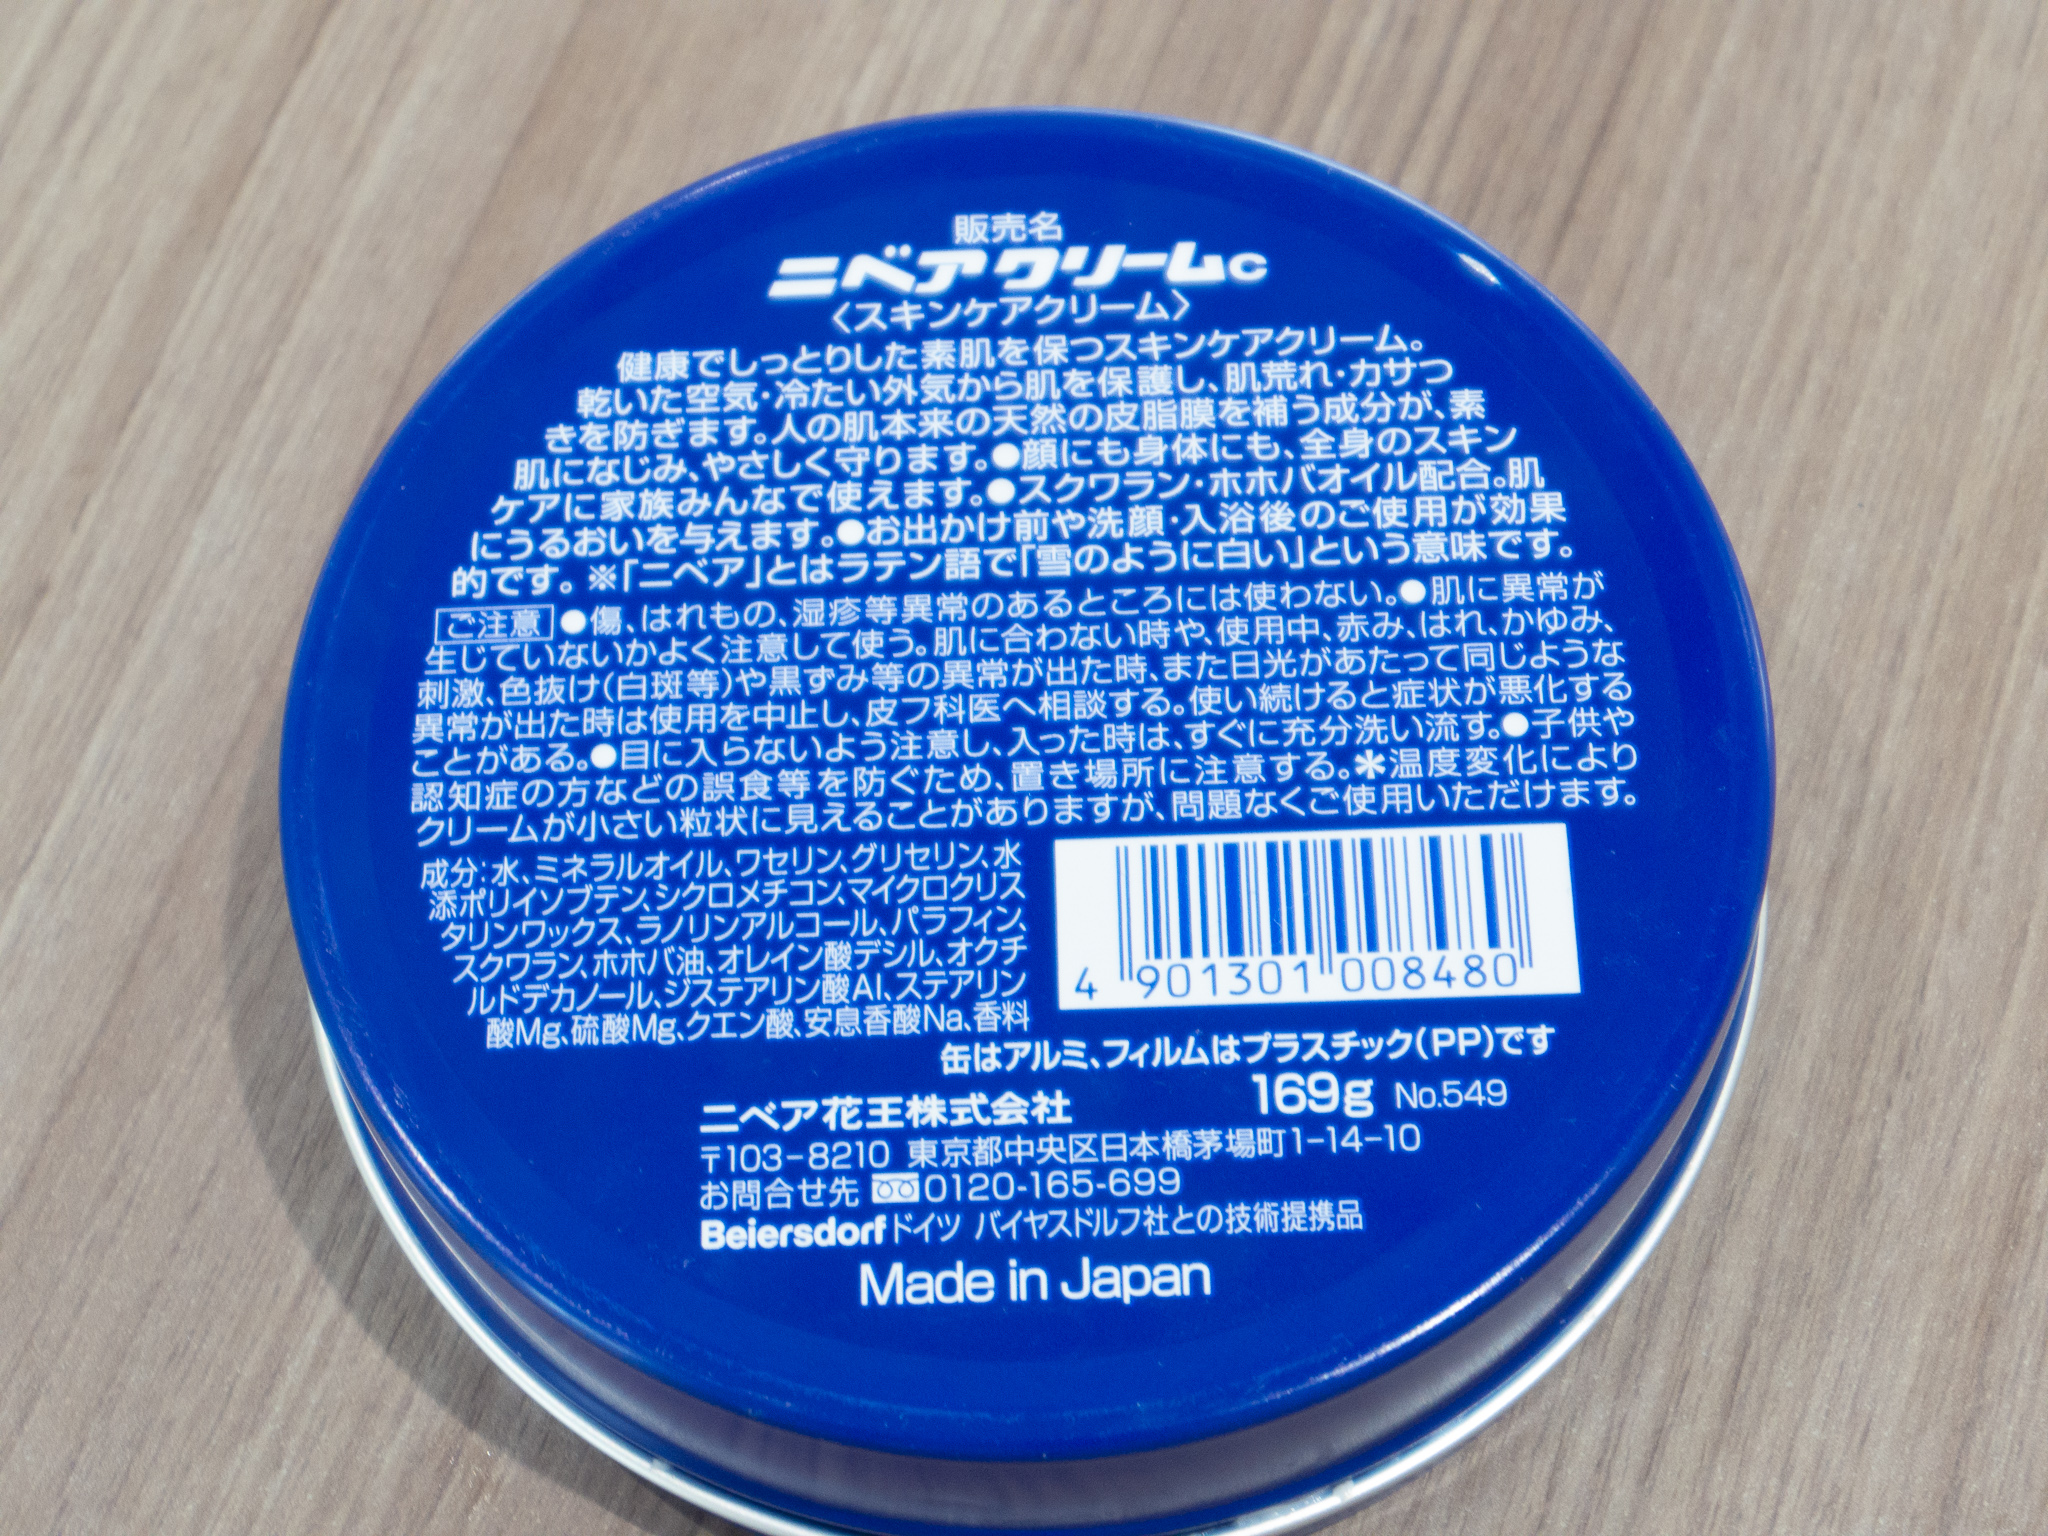 販売名
ニベアクリームc
〈スキンケアクリーム〉
健康でしっとりした素肌を保つスキンケアクリーム。
乾いた空気・冷たい外気から肌を保護し、肌荒れ・カサつ
きを防ぎます。人の肌本来の天然の皮脂膜を補う成分が、素
肌になじみ、やさしく守ります。●顔にも身体にも、全身のスキン
ケアに家族みんなで使えます。●スクワラン・ホホバオイル配合。肌
にうるおいを与えます。●お出かけ前や洗顔・入浴後のご使用が効果
的です。※「ニベア」とはラテン語で「雪のように白い」という意味です。
ご注意 ●傷、はれもの、湿疹等異常のあるところには使わない。●肌に異常が
生じていないかよく注意して使う。肌に合わない時や、使用中、赤み、はれ、かゆみ、
刺激、色抜け(白斑等)や黒ずみ等の異常が出た時、また日光があたって同じような
異常が出た時は使用を中止し、皮フ科医へ相談する。使い続けると症状が悪化する
ことがある。●目に入らないよう注意し、入った時は、すぐに充分洗い流す。●子供や
認知症の方などの誤食等を防ぐため、置き場所に注意する。＊温度変化により
クリームが小さい粒状に見えることがありますが、問題なくご使用いただけます。
成分:水、ミネラルオイル、ワセリン、グリセリン、水
添ポリイソブテン、シクロメチコン、マイクロクリス
タリンワックス、ラノリンアルコール、パラフィン、
スクワラン、ホホバ油、オレイン酸デシル、オクチ
ルドデカノール、ジステアリン酸Al、ステアリン
酸Mg、硫酸Mg、クエン酸、安息香酸Na、香料
4 901301 008480
缶はアルミ、フィルムはプラスチック(PP)です
169g No.549
ニベア花王株式会社
〒103-8210 東京都中央区日本橋茅場町1-14-10
お問合せ先 0120-165-699
Beiersdorf ドイツ バイヤスドルフ社との技術提携品
Made in Japan